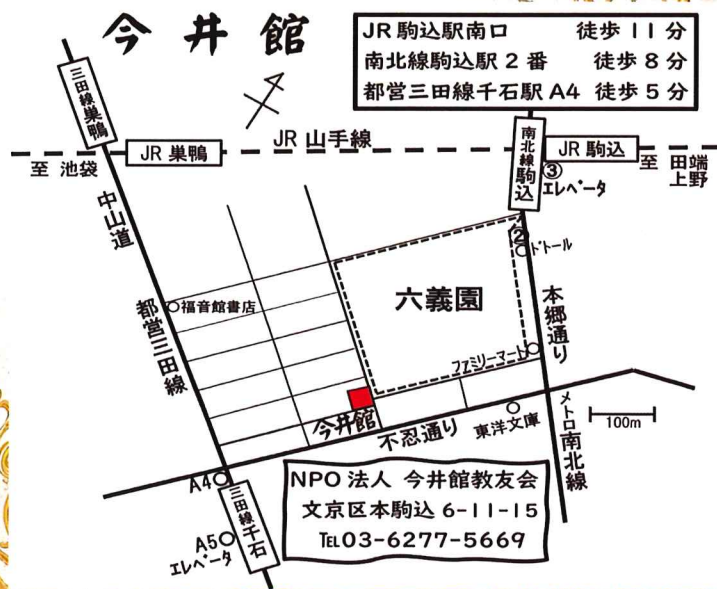 今井館
JR駒込駅南口 徒歩11分
南北線駒込駅2番 徒歩8分
都営三田線千石駅A4 徒歩5分
三田線巣鴨
JR巣鴨
JR山手線
南北線駒込
JR駒込
至 池袋
至 田端
上野
③
エレベータ
中山道
②
ドトール
六義園
福音館書店
都営三田線
本郷通り
ファミリーマート
今井館
不忍通り
東洋文庫
メトロ南北線
100m
A4
三田線千石
A5
エレベータ
NPO法人 今井館教友会
文京区本駒込6-11-15
TEL03-6277-5669